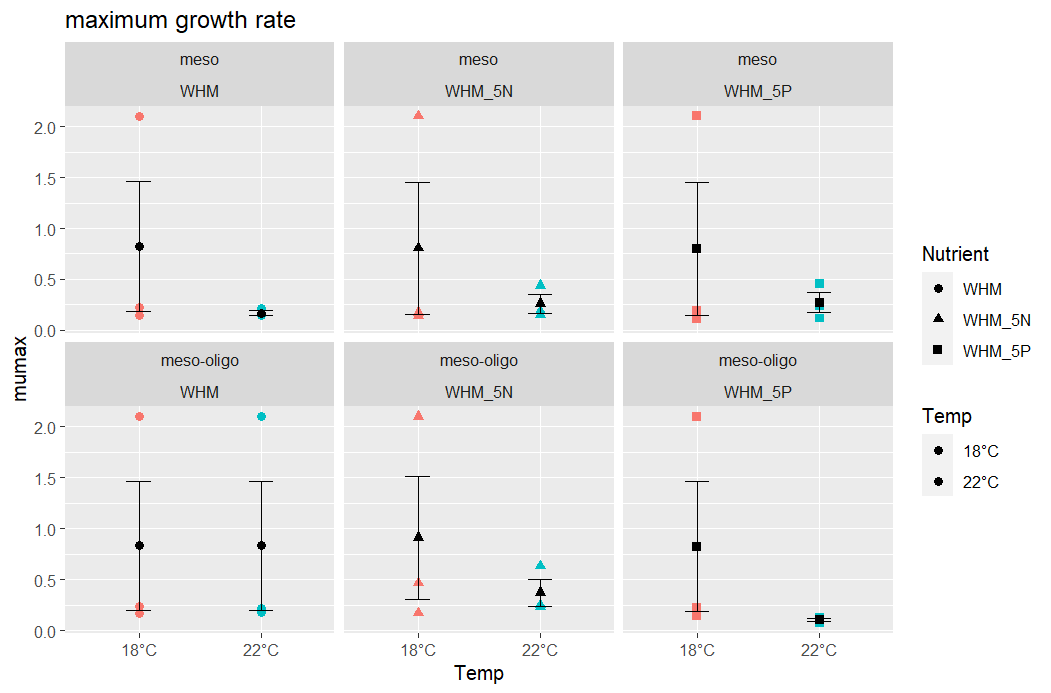 maximum growth rate
meso
WHM
meso
WHM_5N
meso
WHM_5P
2.0
1.5
1.0
0.5
0.0
meso-oligo
WHM
meso-oligo
WHM_5N
meso-oligo
WHM_5P
2.0
1.5
1.0
0.5
0.0
mumax
18°C
22°C
18°C
22°C
18°C
22°C
Temp
Nutrient
WHM
WHM_5N
WHM_5P
Temp
18°C
22°C